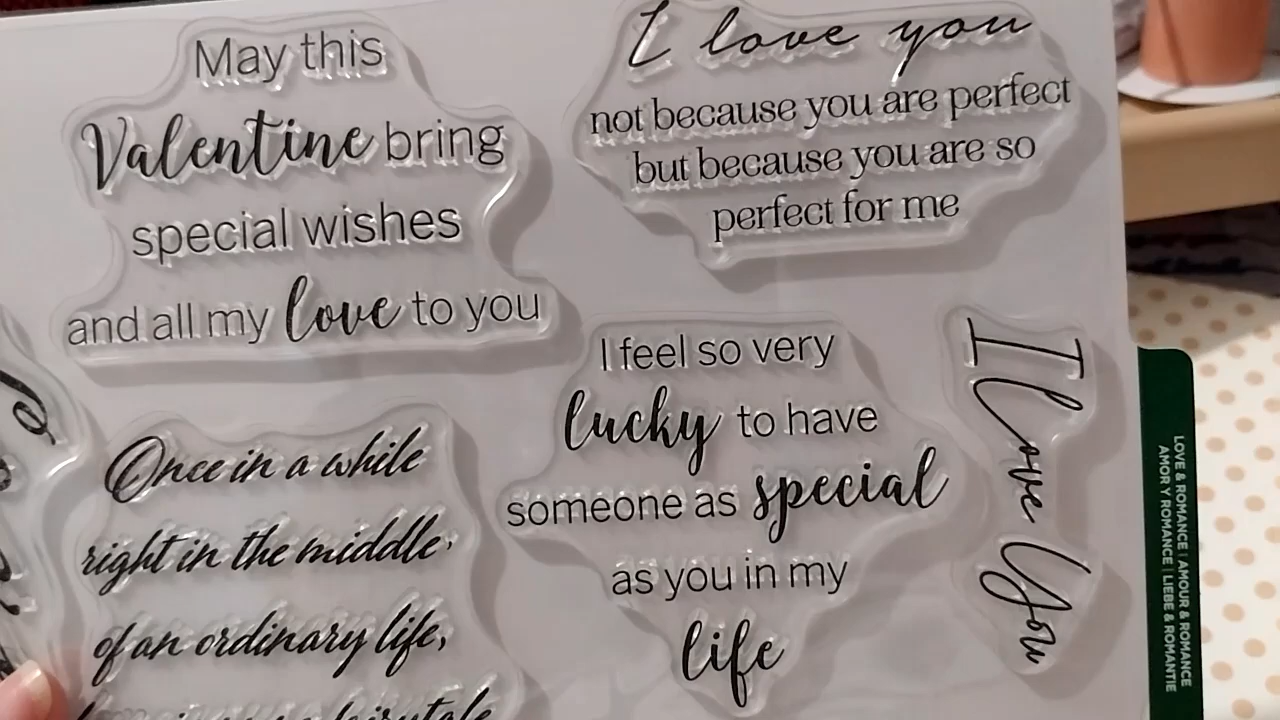 May this
Valentine bring
special wishes
and all my love to you
I love you
not because you are perfect
but because you are so
perfect for me
Once in a while
right in the middle,
of an ordinary life,
fairytale
I feel so very
lucky to have
someone as special
as you in my
life
I love You
LOVE & ROMANCE | AMOUR & ROMANCE
AMOR Y ROMANCE | LIEBE & ROMANTIE